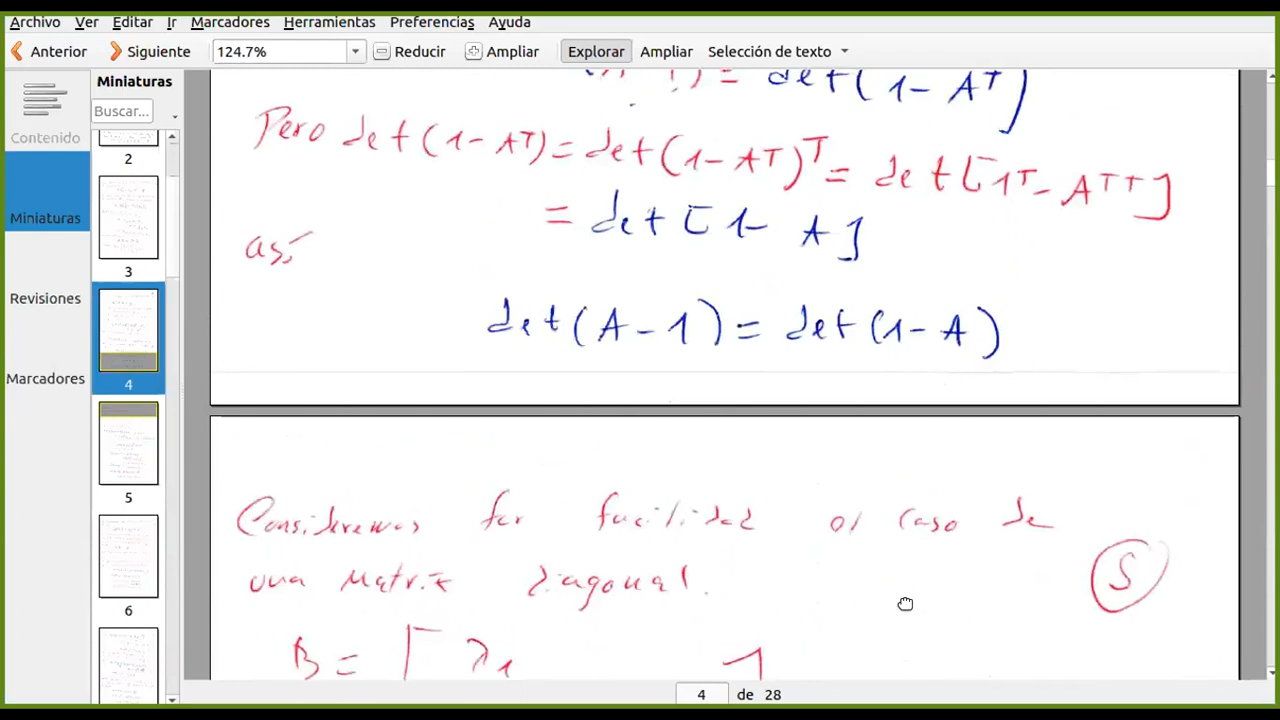 Archivo Ver Editar Ir Marcadores Herramientas Preferencias Ayuda
Anterior Siguiente 124.7% Reducir Ampliar Explorar Ampliar Selección de texto
Contenido
Miniaturas
Revisiones
Marcadores
Miniaturas
Buscar...
2
3
4
5
6
= det(1-Aᵀ)
Pero det(1-Aᵀ)= det(1-Aᵀ)ᵀ= det[1ᵀ-Aᵀᵀ]
= det[1- A]
así
det(A-1)= det(1-A)
Consideremos por facilidad el caso de
una matriz diagonal.
5
B= [ λ1
4 de 28